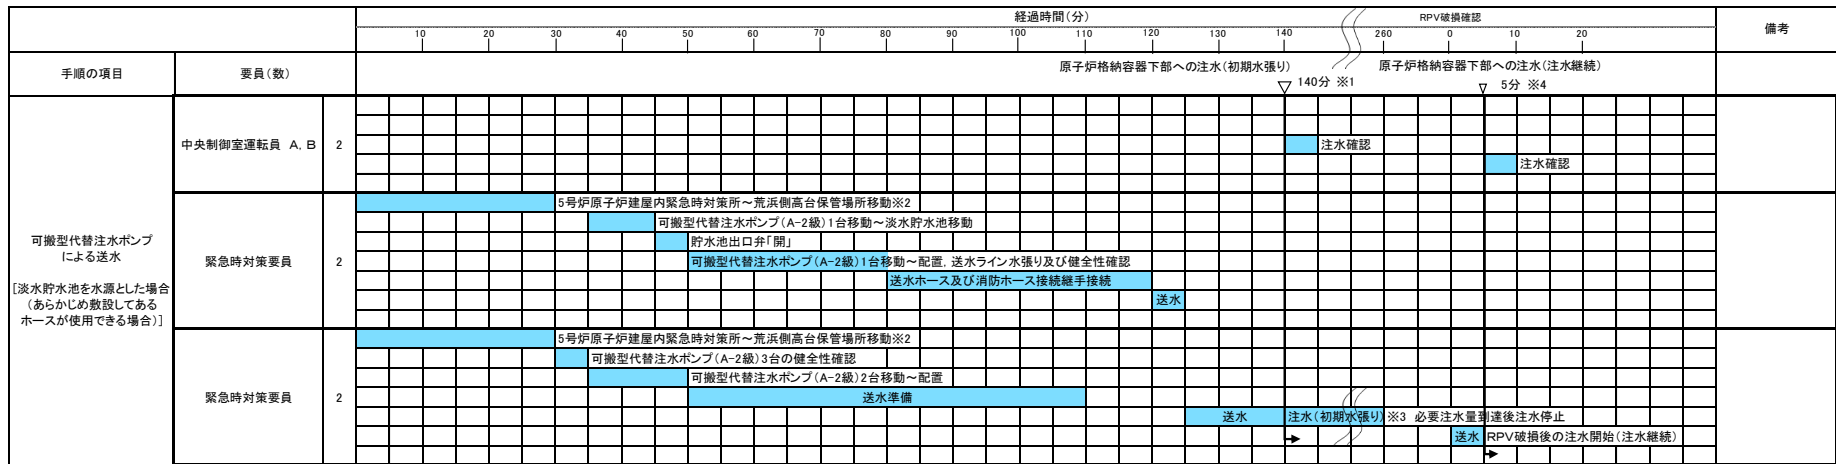 経過時間(分)
RPV破損確認
備考
10 20 30 40 50 60 70 80 90 100 110 120 130 140 260 0 10 20
手順の項目
要員(数)
原子炉格納容器下部への注水(初期水張り)
原子炉格納容器下部への注水(注水継続)
140分 ※1
5分 ※4
可搬型代替注水ポンプ
による送水
[淡水貯水池を水源とした場合
(あらかじめ敷設してある
ホースが使用できる場合)]
中央制御室運転員 A,B
2
注水確認
注水確認
緊急時対策要員
2
5号炉原子炉建屋内緊急時対策所～荒浜側高台保管場所移動※2
可搬型代替注水ポンプ(A-2級)1台移動～淡水貯水池移動
貯水池出口弁「開」
可搬型代替注水ポンプ(A-2級)1台移動～配置,送水ライン水張り及び健全性確認
送水ホース及び消防ホース接続継手接続
送水
緊急時対策要員
2
5号炉原子炉建屋内緊急時対策所～荒浜側高台保管場所移動※2
可搬型代替注水ポンプ(A-2級)3台の健全性確認
可搬型代替注水ポンプ(A-2級)2台移動～配置
送水準備
送水
注水(初期水張り)※3 必要注水量到達後注水停止
送水
RPV破損後の注水開始(注水継続)